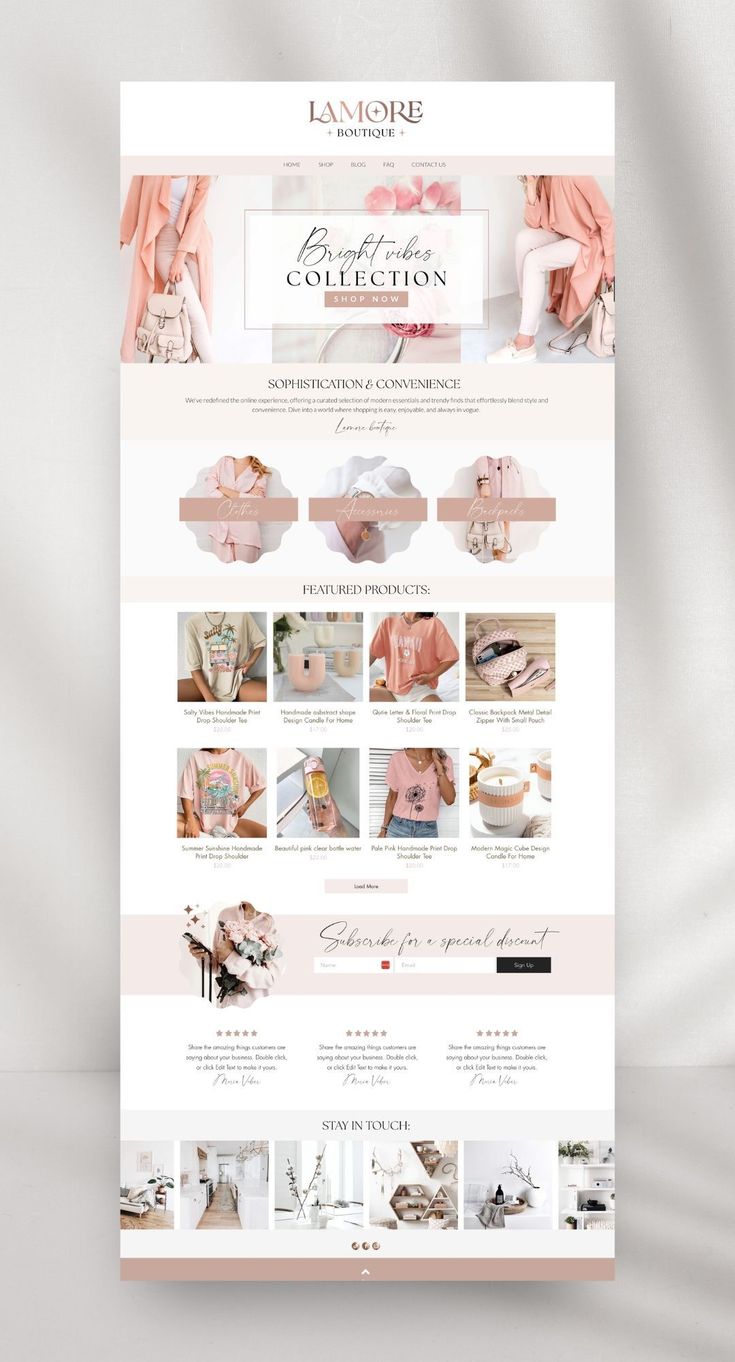 LAMORE
BOUTIQUE
HOME SHOP BLOG FAQ CONTACT US
Bright vibes
COLLECTION
SHOP NOW
SOPHISTICATION & CONVENIENCE
We've redefined the online experience, offering a curated selection of modern essentials and trendy finds that effortlessly blend style and
convenience. Dive into a world where shopping is easy, enjoyable, and always in vogue.
Lamore boutique
Clothes Accessories Backpacks
FEATURED PRODUCTS:
Salty
Vibes
HAWAII
Salty Vibes Handmade Print
Drop Shoulder Tee
$20.00
Handmade asbstract shape
Design Candle For Home
$17.00
Qutie Letter & Floral Print Drop
Shoulder Tee
$20.00
Classic Backpack Metal Detail
Zipper With Small Pouch
$25.00
Summer Sunshine Handmade
Print Drop Shoulder
$20.00
Beautiful pink clear bottle water
$22.00
Pale Pink Handmade Print Drop
Shoulder Tee
$20.00
Modern Magic Cube Design
Candle For Home
$17.00
Load More
Subscribe for a special discount
Name Email Sign Up
Share the amazing things customers are
saying about your business. Double click,
or click Edit Text to make it yours.
Share the amazing things customers are
saying about your business. Double click,
or click Edit Text to make it yours.
Share the amazing things customers are
saying about your business. Double click,
or click Edit Text to make it yours.
STAY IN TOUCH: